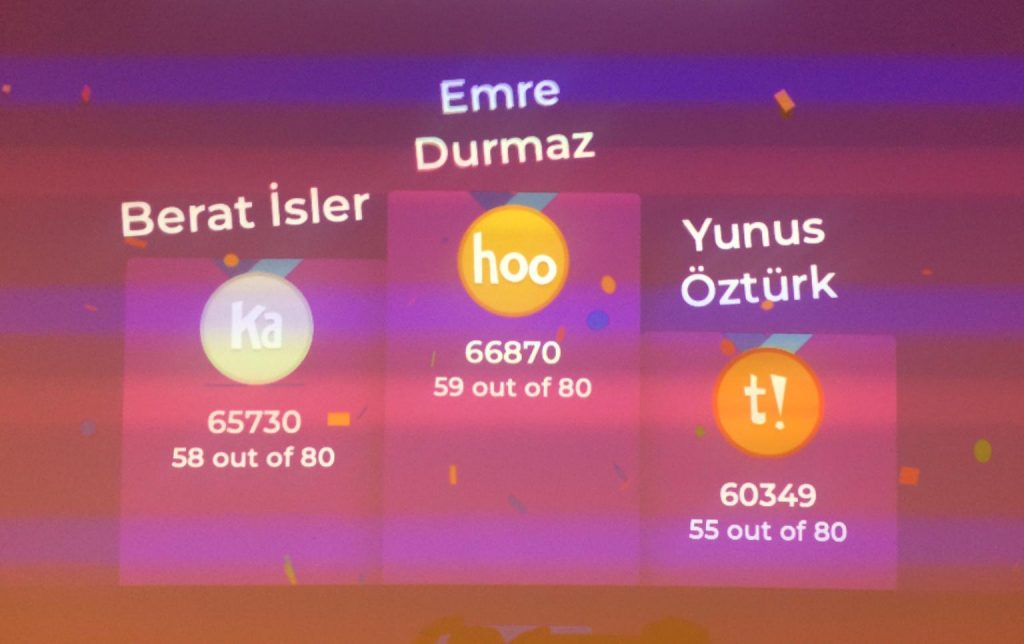 Emre
Durmaz
Berat İsler
Yunus
Öztürk
Ka
hoo
t!
65730
58 out of 80
66870
59 out of 80
60349
55 out of 80